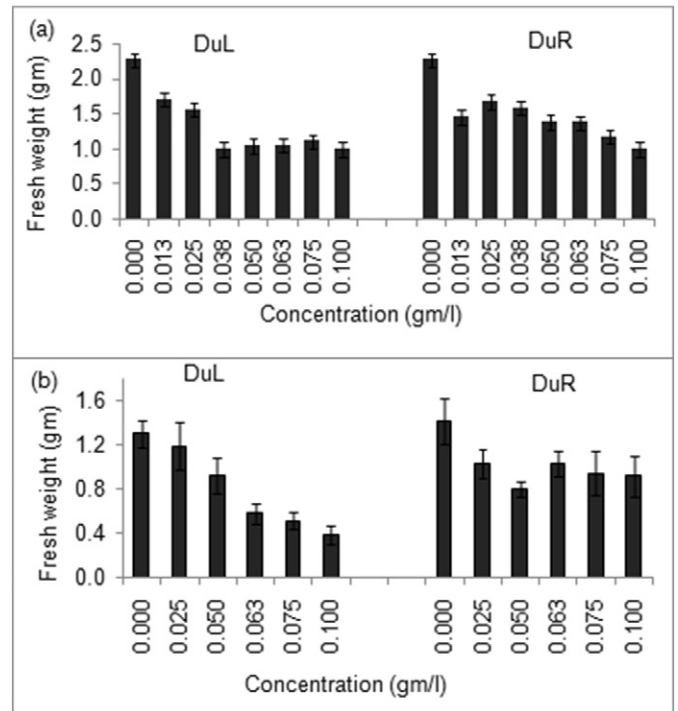 (a)
DuL
DuR
Fresh weight (gm)
2.5
2.0
1.5
1.0
0.5
0.0
0.000 0.013 0.025 0.038 0.050 0.063 0.075 0.100 0.000 0.013 0.025 0.038 0.050 0.063 0.075 0.100
Concentration (gm/l)
(b)
DuL
DuR
Fresh weight (gm)
1.6
1.2
0.8
0.4
0.0
0.000 0.025 0.050 0.063 0.075 0.100 0.000 0.025 0.050 0.063 0.075 0.100
Concentration (gm/l)